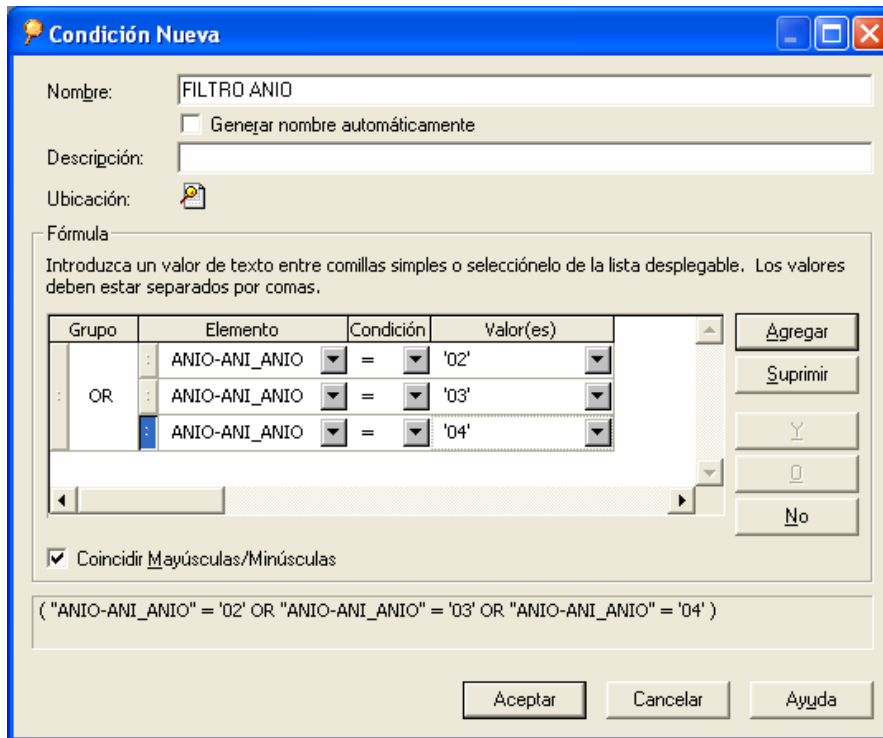 Condición Nueva
Nombre: FILTRO ANIO
Generar nombre automáticamente
Descripción:
Ubicación:
Fórmula
Introduzca un valor de texto entre comillas simples o selecciónelo de la lista desplegable. Los valores
deben estar separados por comas.
Grupo Elemento Condición Valor(es)
: ANIO-ANI_ANIO = '02'
: OR : ANIO-ANI_ANIO = '03'
: ANIO-ANI_ANIO = '04'
Agregar
Suprimir
Y
O
No
Coincidir Mayúsculas/Minúsculas
( "ANIO-ANI_ANIO" = '02' OR "ANIO-ANI_ANIO" = '03' OR "ANIO-ANI_ANIO" = '04' )
Aceptar Cancelar Ayuda